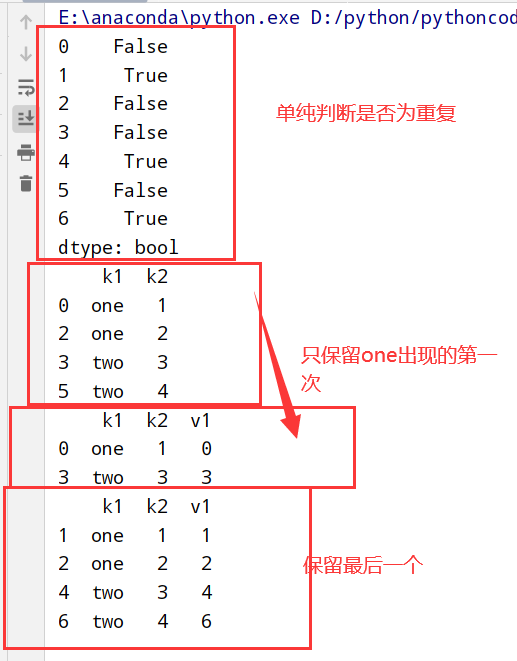 E:\anaconda\python.exe D:/python/pythoncod
0 False
1 True
2 False
3 False
4 True
5 False
6 True
dtype: bool
单纯判断是否为重复
k1 k2
0 one 1
2 one 2
3 two 3
5 two 4
只保留one出现的第一
次
k1 k2 v1
0 one 1 0
3 two 3 3
k1 k2 v1
1 one 1 1
2 one 2 2
4 two 3 4
6 two 4 6
保留最后一个